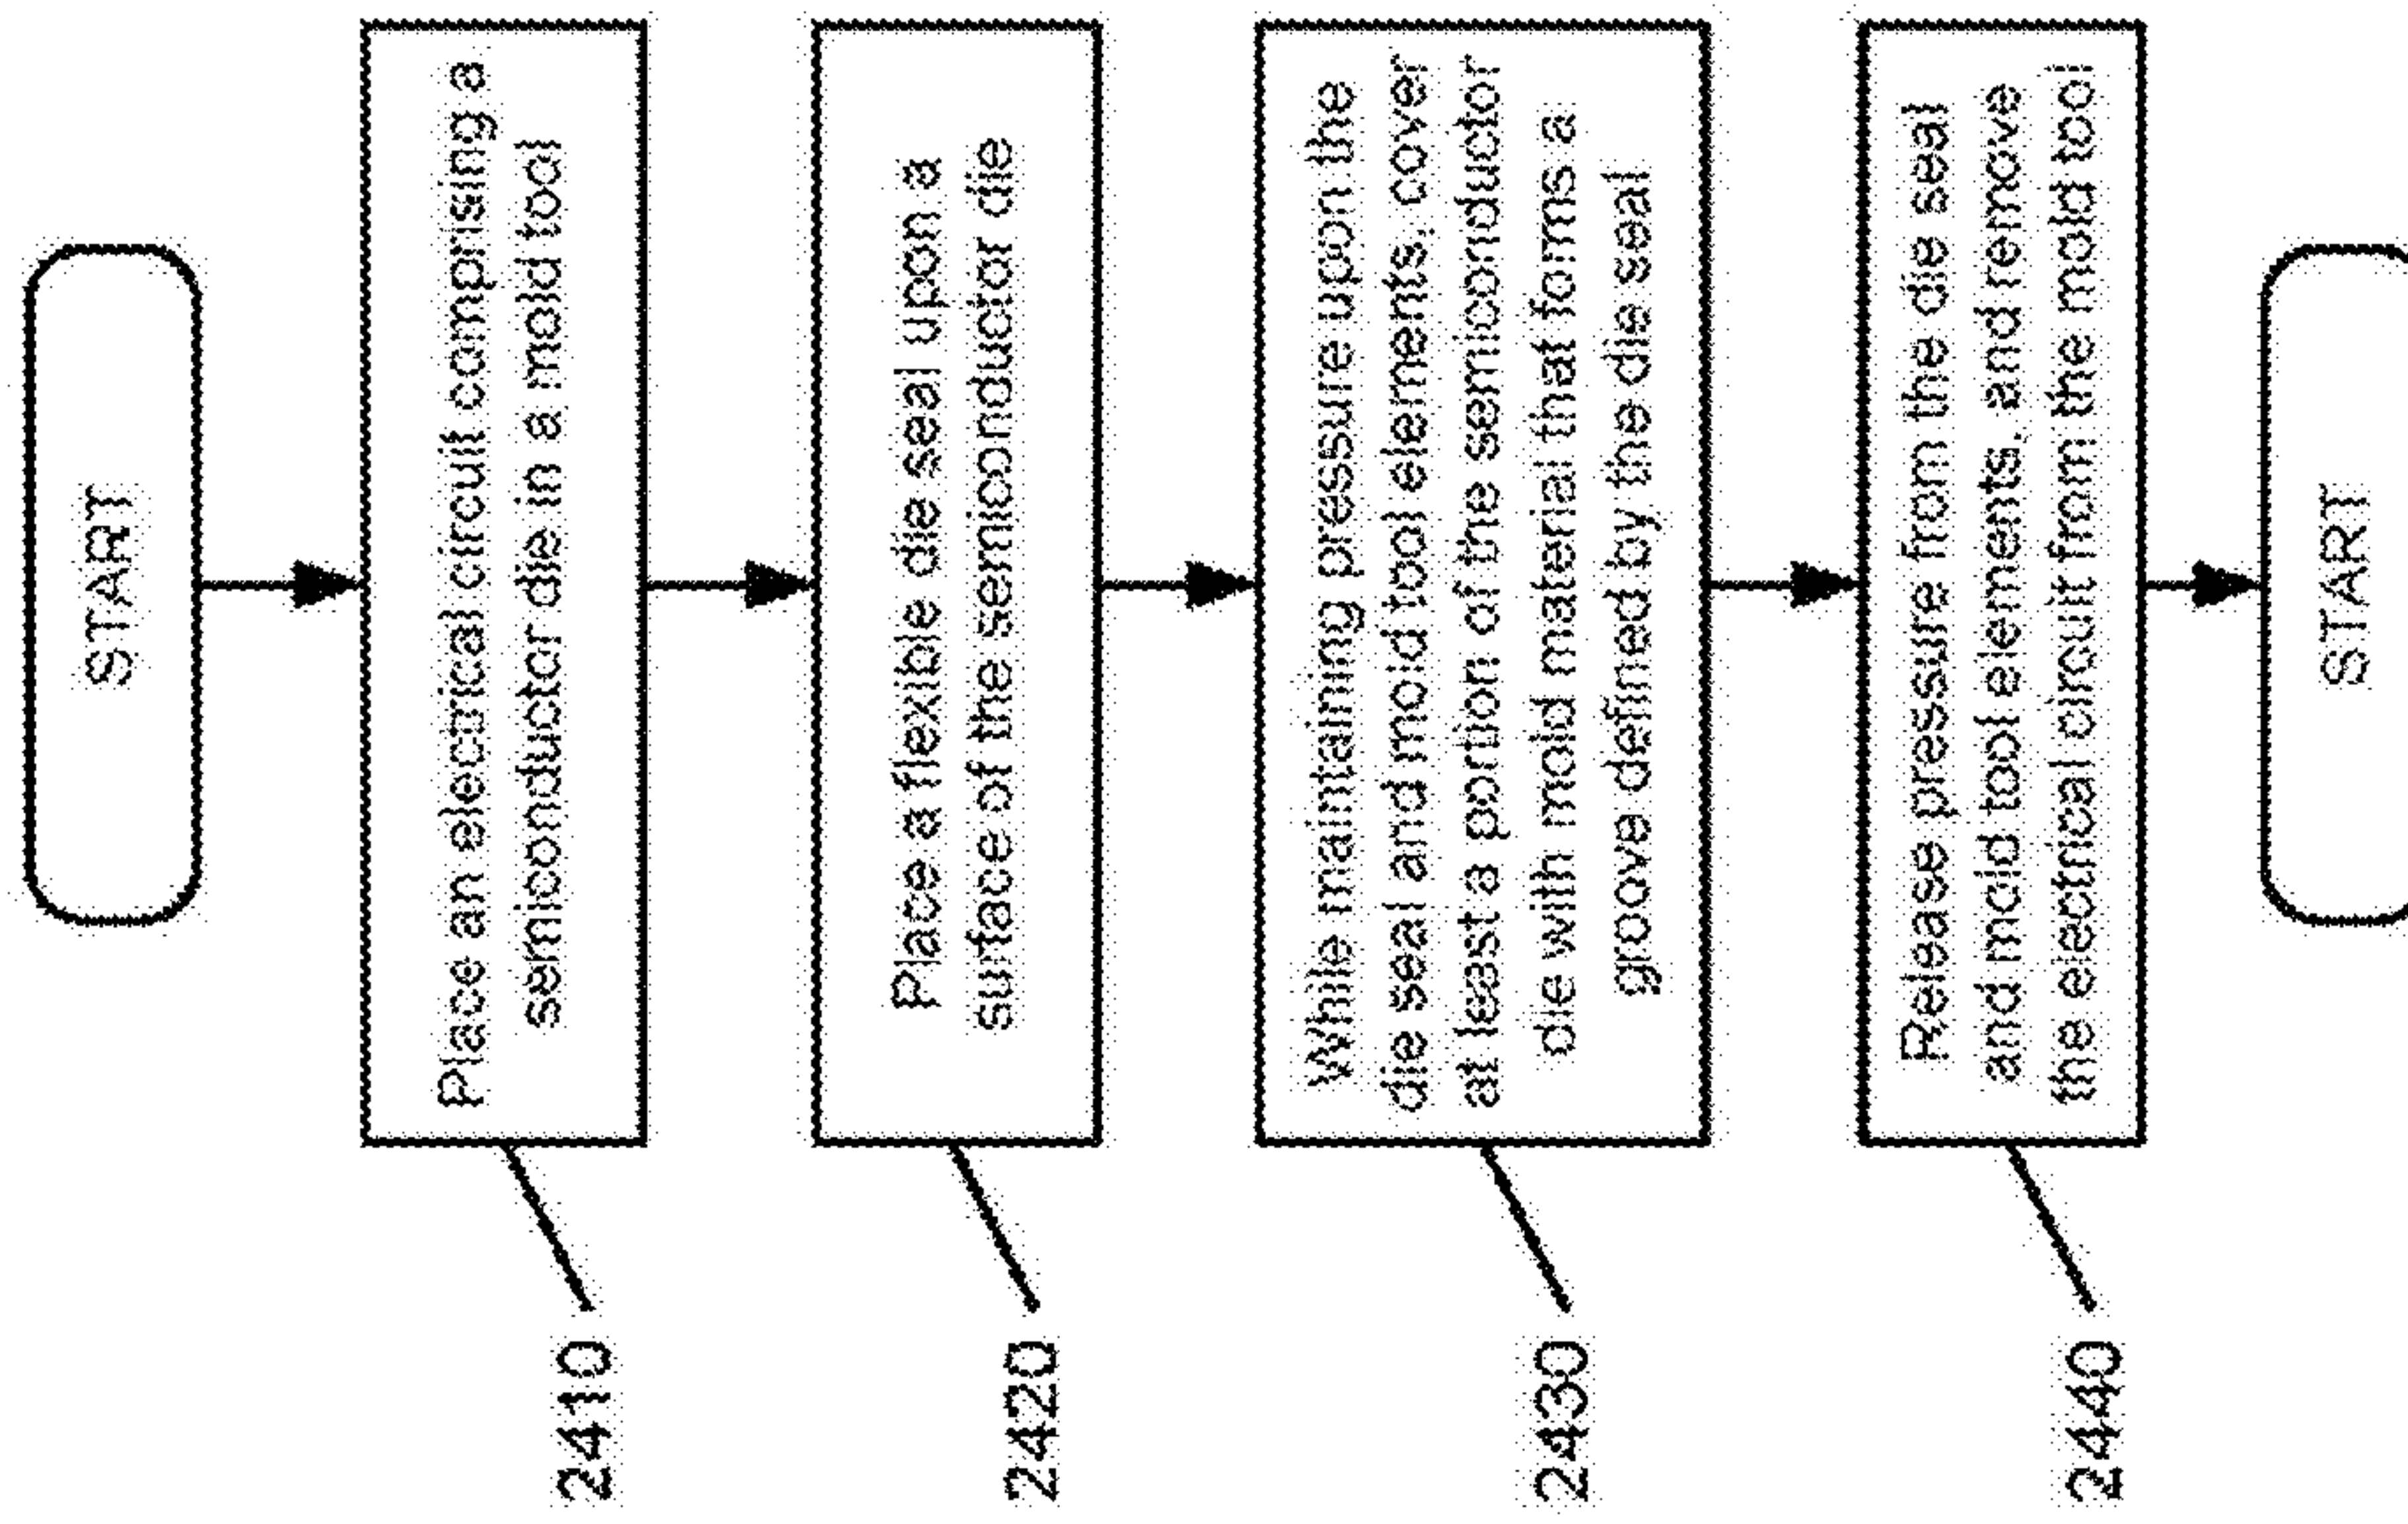 START
Place an electrical circuit comprising a
semiconductor die in a mold tool
2410
Place a flexible die seal upon a
surface of the semiconductor die
2420
While maintaining pressure upon the
die seal and mold tool elements, cover
at least a portion of the semiconductor
die with mold material that forms a
groove defined by the die seal
2430
Release pressure from the die seal
and mold tool elements, and remove
the electrical circuit from the mold tool
2440
START